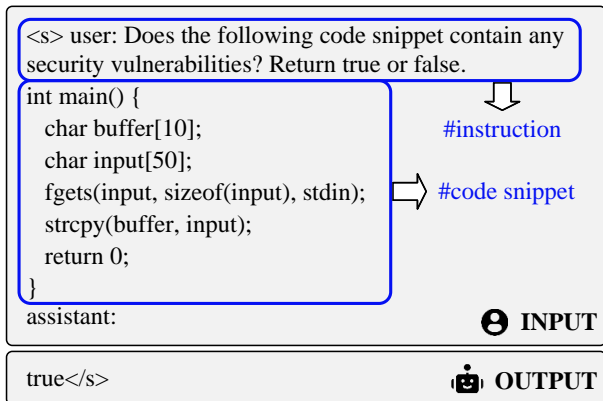 <s> user: Does the following code snippet contain any
security vulnerabilities? Return true or false.
int main() {
char buffer[10];
#instruction
char input[50];
fgets(input, sizeof(input), stdin);
#code snippet
strcpy(buffer, input);
return 0;
}
assistant:
INPUT
true</s>
OUTPUT